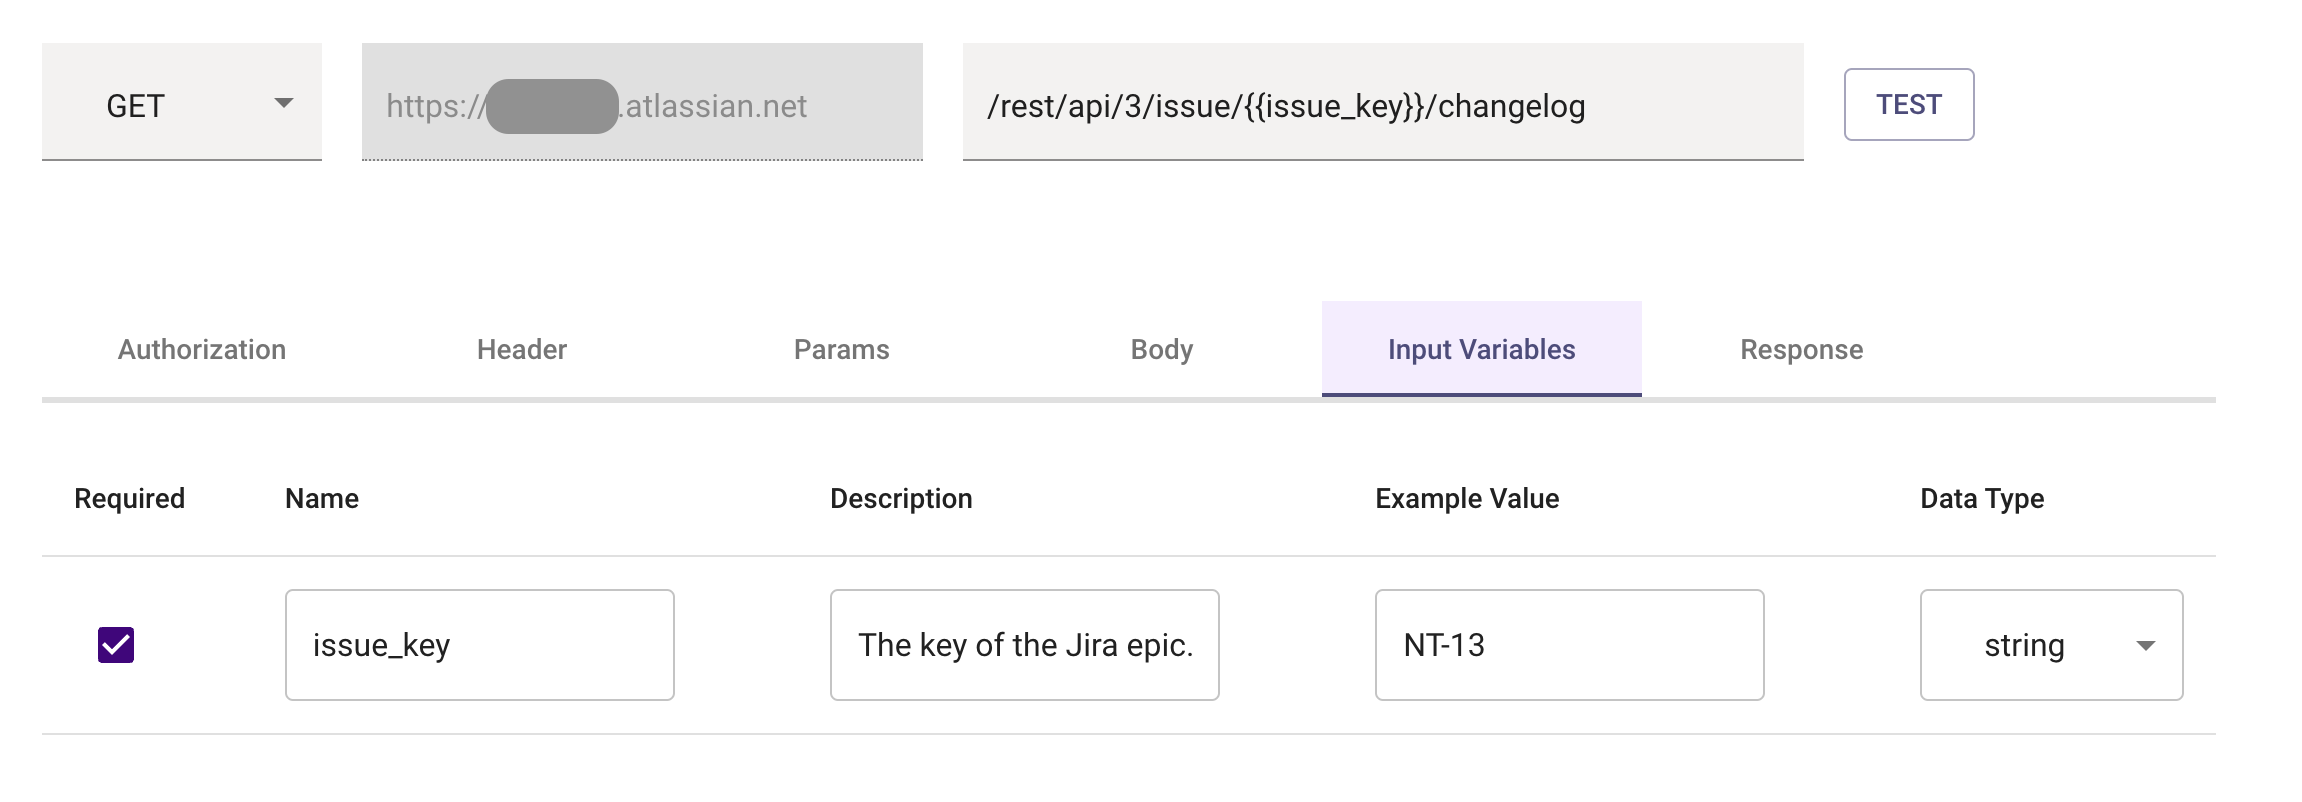 GET https://.atlassian.net /rest/api/3/issue/{{issue_key}}/changelog TEST
Authorization Header Params Body Input Variables Response
Required Name Description Example Value Data Type
issue_key The key of the Jira epic. NT-13 string